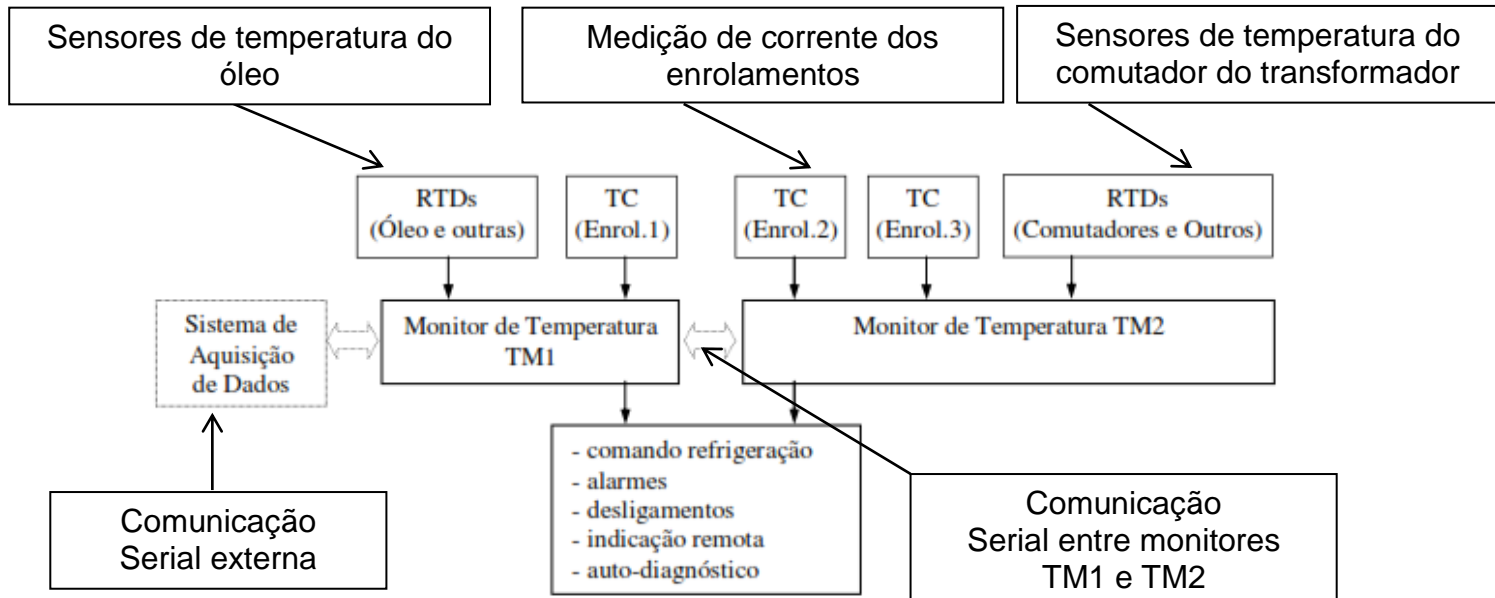 Sensores de temperatura do
óleo
Medição de corrente dos
enrolamentos
Sensores de temperatura do
comutador do transformador
RTDs
(Óleo e outras)
TC
(Enrol.1)
TC
(Enrol.2)
TC
(Enrol.3)
RTDs
(Comutadores e Outros)
Sistema de
Aquisição
de Dados
Monitor de Temperatura
TM1
Monitor de Temperatura TM2
- comando refrigeração
- alarmes
- desligamentos
- indicação remota
- auto-diagnóstico
Comunicação
Serial externa
Comunicação
Serial entre monitores
TM1 e TM2